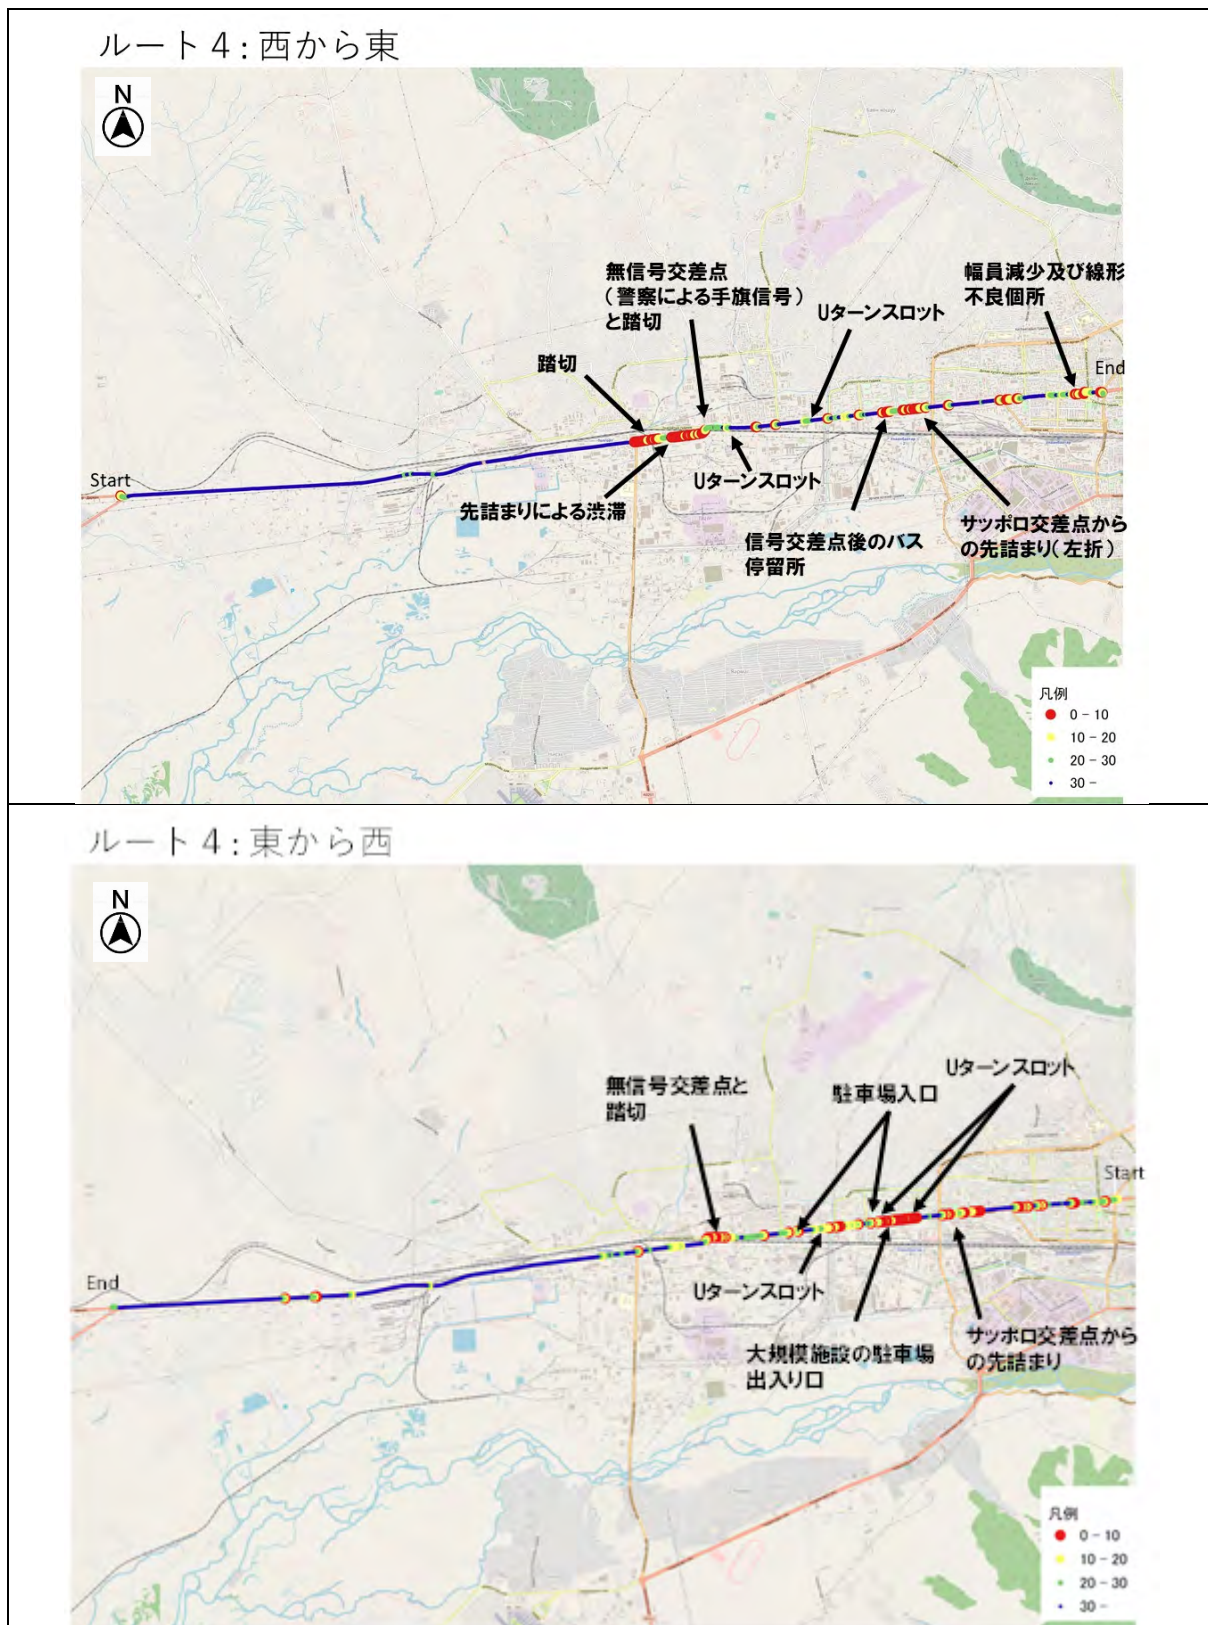 ルート4:西から東
N
無信号交差点
(警察による手旗信号)
と踏切
幅員減少及び線形
不良個所
Uターンスロット
踏切
End
Start
Uターンスロット
先詰まりによる渋滞
サッポロ交差点から
の先詰まり(左折)
信号交差点後のバス
停留所
凡例
0 - 10
10 - 20
20 - 30
30 -
ルート4:東から西
N
Uターンスロット
無信号交差点と
踏切
駐車場入口
Start
End
Uターンスロット
サッポロ交差点から
の先詰まり
大規模施設の駐車場
出入り口
凡例
0 - 10
10 - 20
20 - 30
30 -